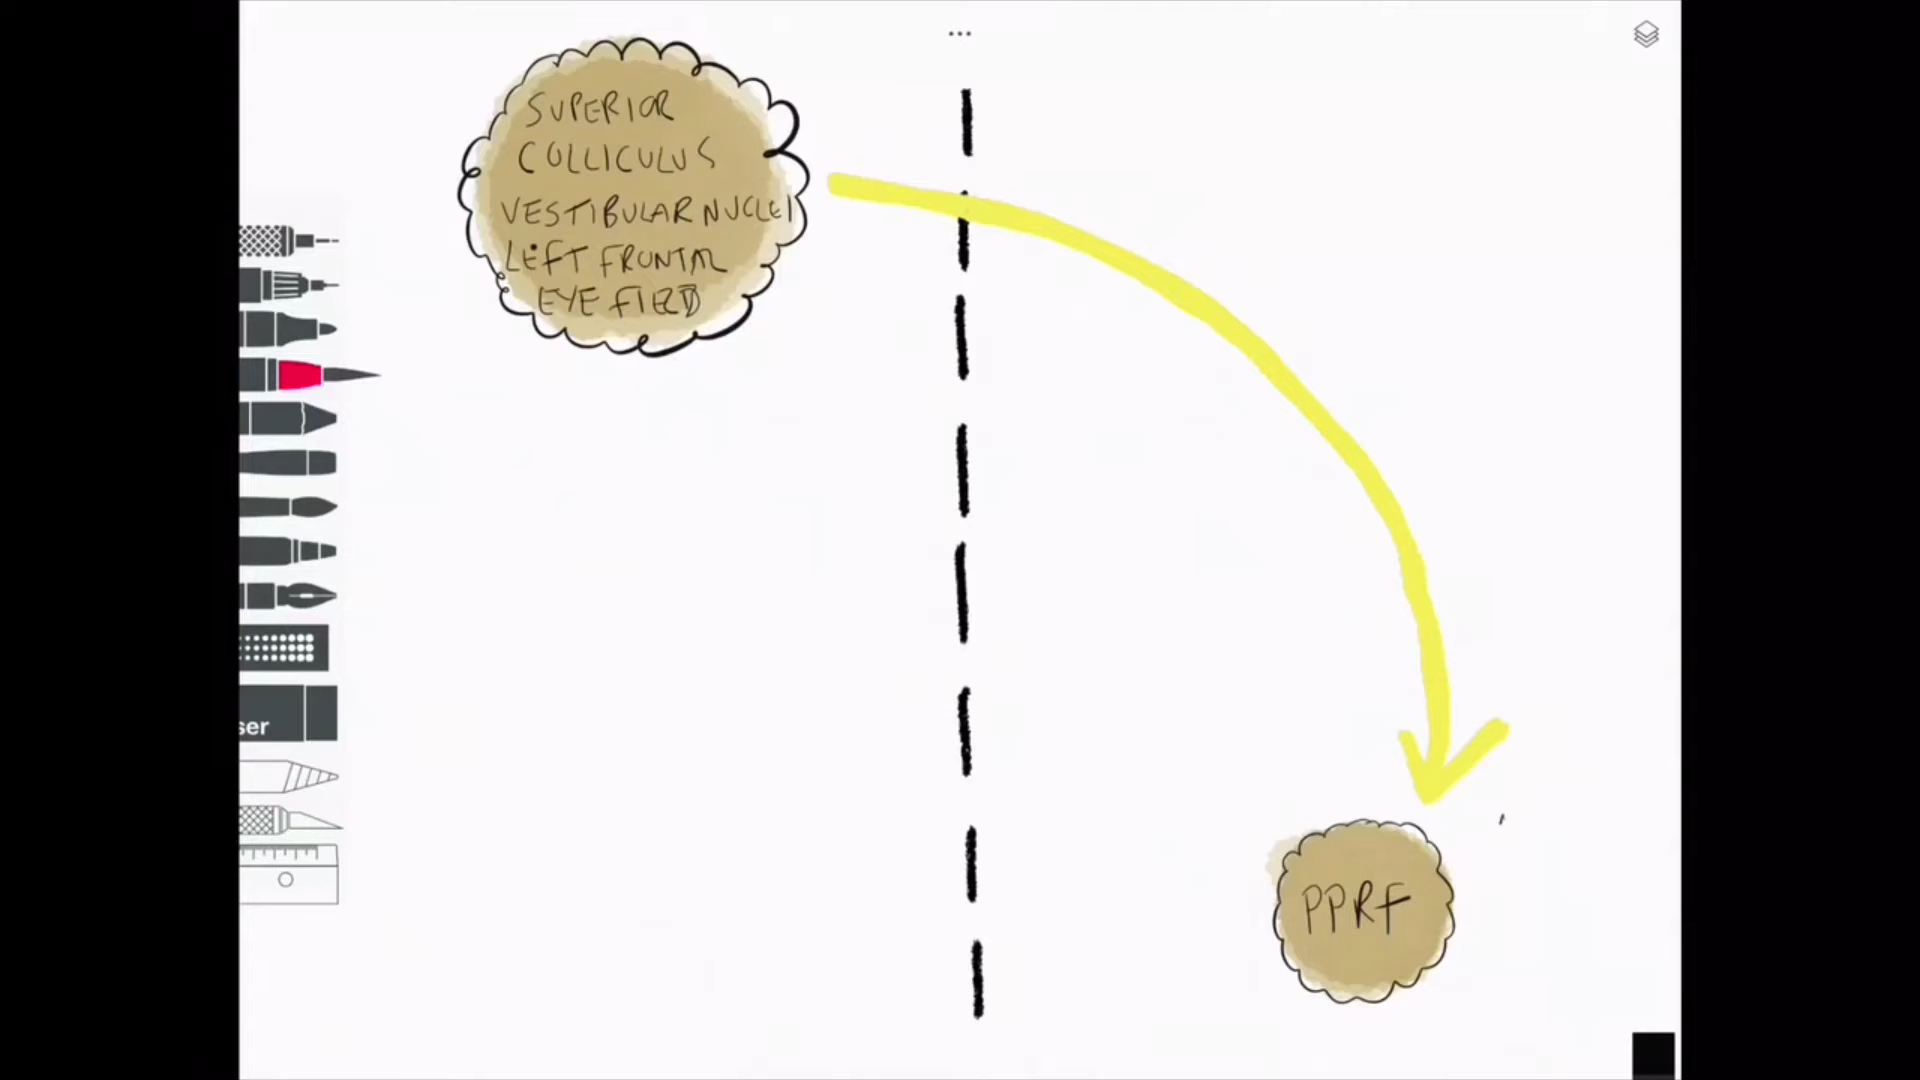 SUPERIOR
COLLICULUS
VESTIBULAR NUCLEI
LEFT FRONTAL
EYE FIELD
ser
PPRF